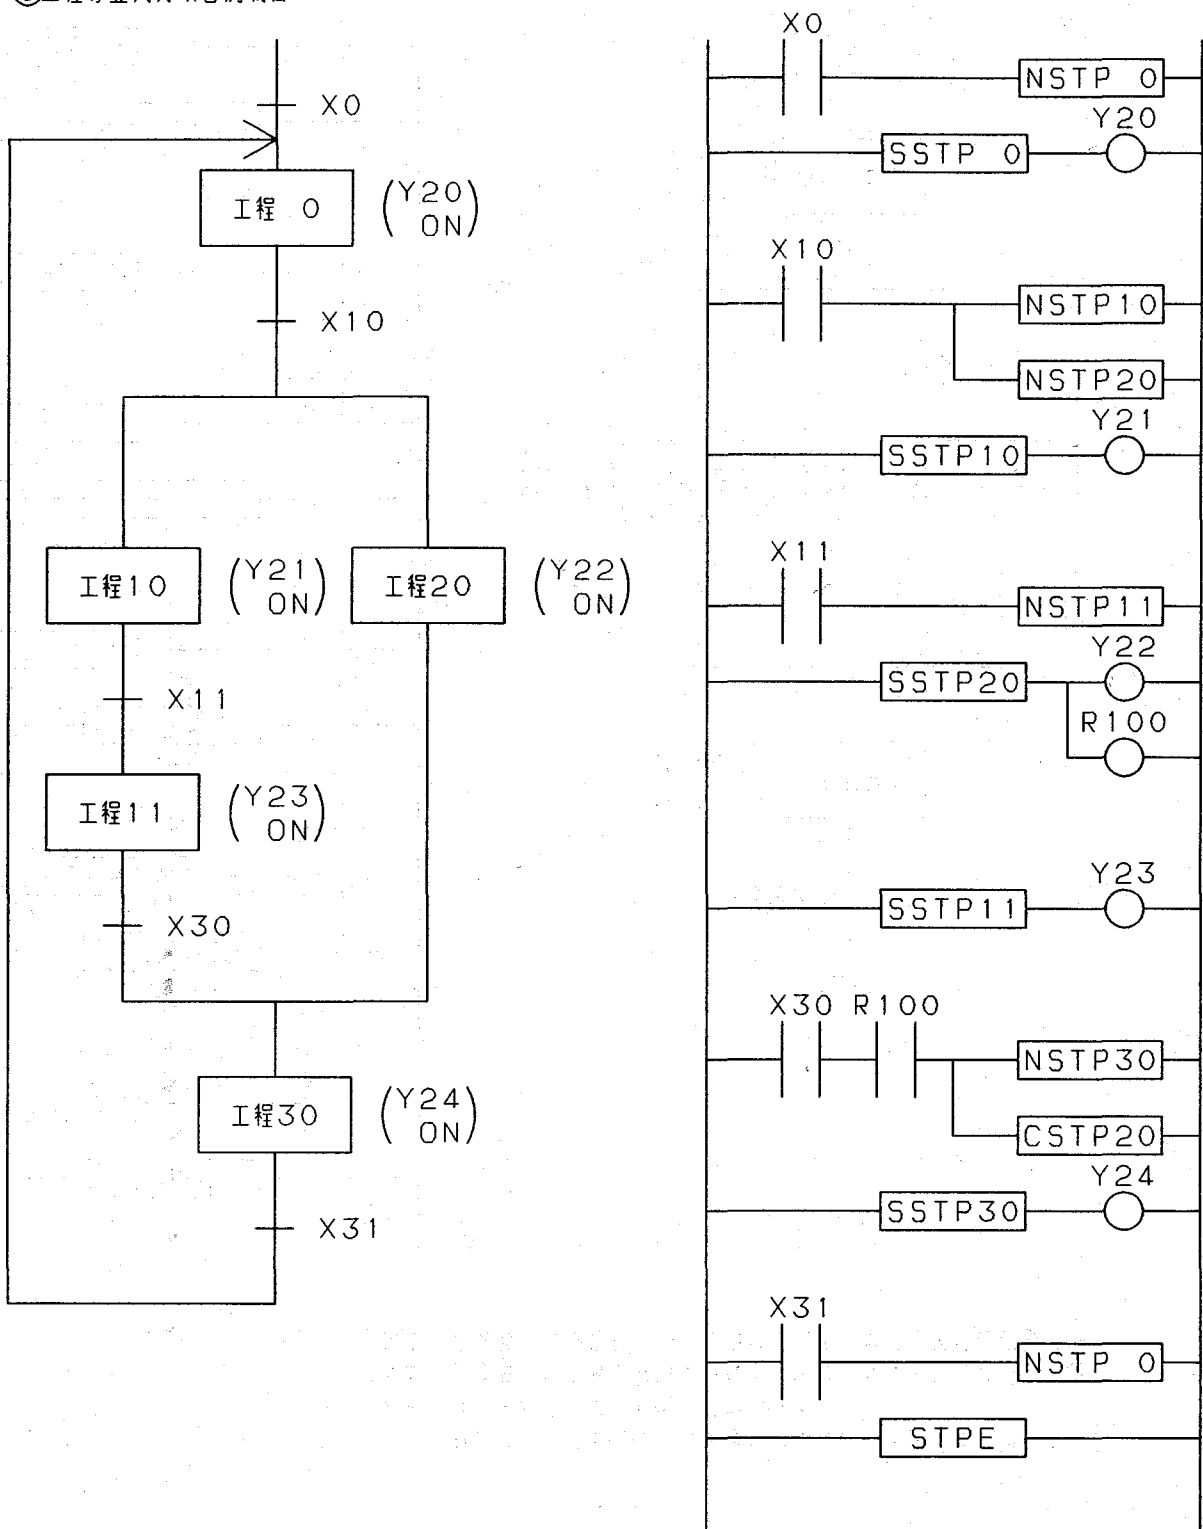 X0
工程 0
(Y20
ON)
X10
工程10
(Y21
ON)
工程20
(Y22
ON)
X11
工程11
(Y23
ON)
X30
工程30
(Y24
ON)
X31
X0
NSTP 0
Y20
SSTP 0
X10
NSTP10
NSTP20
Y21
SSTP10
X11
NSTP11
Y22
SSTP20
R100
Y23
SSTP11
X30 R100
NSTP30
CSTP20
Y24
SSTP30
X31
NSTP 0
STPE